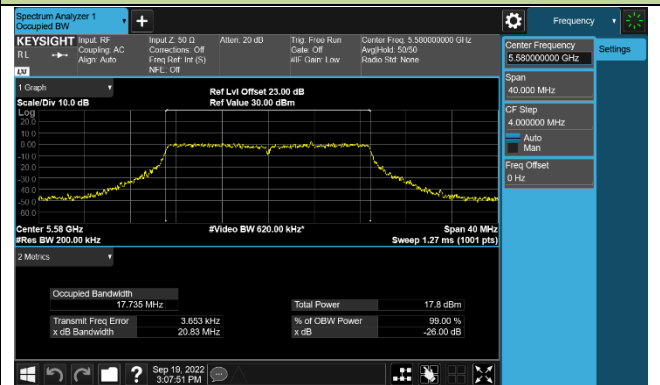 Spectrum Analyzer 1
Occupied BW
Frequency
KEYSIGHT
RL
LXI
Input: RF
Coupling: AC
Align: Auto
Input Z: 50 Ω
Corrections: Off
Freq Ref: Int (S)
NFE: Off
Atten: 20 dB
Trig: Free Run
Gate: Off
#IF Gain: Low
Center Freq: 5.580000000 GHz
Avg|Hold: 50/50
Radio Std: None
Center Frequency
5.580000000 GHz
Settings
Span
40.000 MHz
CF Step
4.000000 MHz
Auto
Man
Freq Offset
0 Hz
1 Graph
Scale/Div 10.0 dB
Ref Lvl Offset 23.00 dB
Ref Value 30.00 dBm
Log
20.0
10.0
0.00
-10.0
-20.0
-30.0
-40.0
-50.0
-60.0
Center 5.58 GHz
#Res BW 200.00 kHz
#Video BW 620.00 kHz*
Span 40 MHz
Sweep 1.27 ms (1001 pts)
2 Metrics
Occupied Bandwidth
17.735 MHz
Total Power 17.8 dBm
Transmit Freq Error 3.653 kHz
% of OBW Power 99.00 %
x dB Bandwidth 20.83 MHz
x dB -26.00 dB
Sep 19, 2022
3:07:51 PM